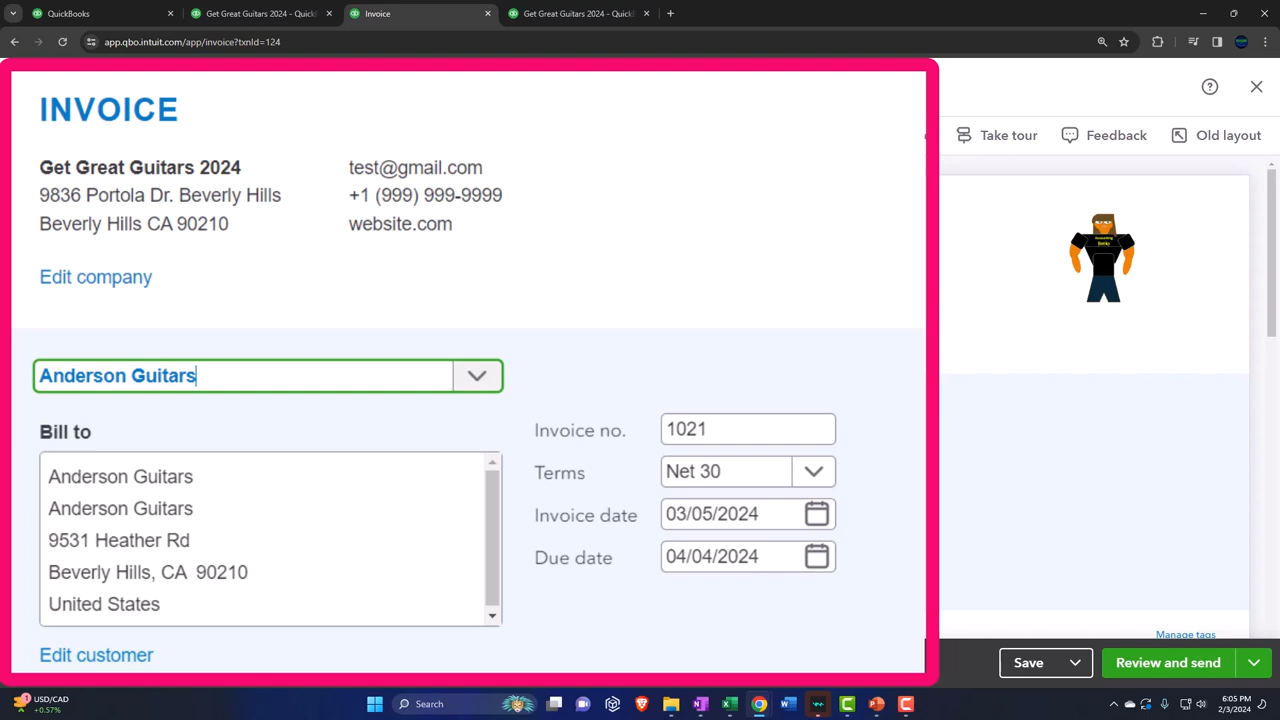 QuickBooks
Get Great Guitars 2024 - QuickB
Invoice
Get Great Guitars 2024 - QuickB
app.qbo.intuit.com/app/invoice?txnId=124
Take tour
Feedback
Old layout
INVOICE
Get Great Guitars 2024
test@gmail.com
9836 Portola Dr. Beverly Hills
+1 (999) 999-9999
Beverly Hills CA 90210
website.com
Edit company
Anderson Guitars
Bill to
Invoice no.
1021
Anderson Guitars
Terms
Net 30
Anderson Guitars
Invoice date
03/05/2024
9531 Heather Rd
Due date
04/04/2024
Beverly Hills, CA 90210
United States
Edit customer
Manage tags
Save
Review and send
USD/CAD
+0.57%
Search
6:05 PM
2/3/2024